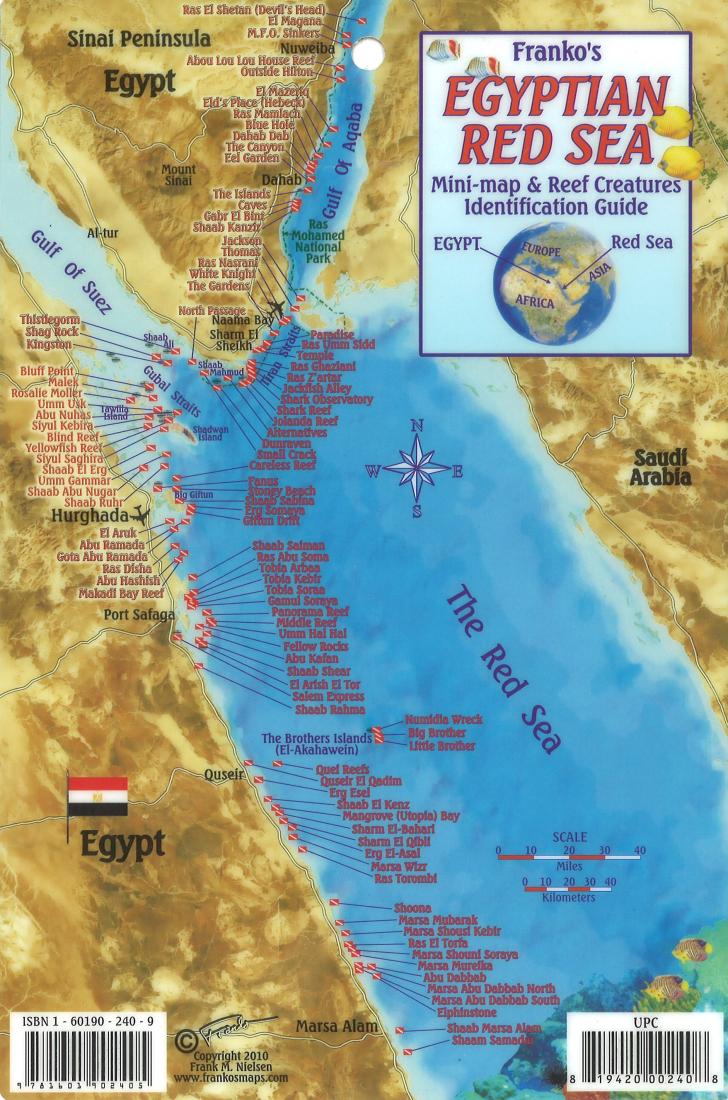 Ras El Shetan (Devil's Head)
El Magana
M.F.O. Sinkers
Nuweiba
Abou Lou Lou House Reef
Outside Hilton
El Mazeriq
Eld's Place (Hebeck)
Ras Mamlach
Blue Hole
Dahab Dab
The Canyon
Eel Garden
Dahab
The Islands
Caves
Gabr El Bint
Shaab Kanzir
Jackson
Thomas
Ras Nasrani
White Knight
The Gardens
North Passage
Naama Bay
Sharm El
Sheikh
Sinai Peninsula
Egypt
Mount
Sinai
Al-tur
Gulf Of Suez
Gulf Of Aqaba
Ras
Mohamed
National
Park
Franko's
EGYPTIAN
RED SEA
Mini-map & Reef Creatures
Identification Guide
EGYPT
Red Sea
EUROPE
ASIA
AFRICA
Thistlegorm
Shag Rock
Kingston
Shaab
Ali
Shaab
Mahmud
Tiran Straits
Gubal Straits
Tawilla
Island
Shadwan
Island
Bluff Point
Malek
Rosalie Moller
Umm Usk
Abu Nuhas
Siyul Kebira
Blind Reef
Yellowfish Reef
Siyul Saghira
Shaab El Erg
Umm Gammar
Shaab Abu Nugar
Shaab Ruhr
Hurghada
El Aruk
Abu Ramada
Gota Abu Ramada
Ras Disha
Abu Hashish
Makadi Bay Reef
Port Safaga
Paradise
Ras Umm Sidd
Temple
Ras Ghaziani
Ras Z'artar
Jackfish Alley
Shark Observatory
Shark Reef
Jolanda Reef
Alternatives
Dunraven
Small Crack
Careless Reef
Fanus
Stoney Beach
Shaab Sabina
Erg Somaya
Giftun Drift
Big Giftun
N
W
E
S
Saudi
Arabia
Shaab Saiman
Ras Abu Soma
Tobia Arbaa
Tobia Kebir
Tobia Soraa
Gamul Soraya
Panorama Reef
Middle Reef
Umm Hal Hal
Fellow Rocks
Abu Kafan
Shaab Shear
El Arish El Tor
Salem Express
Shaab Rahma
The Red Sea
Numidia Wreck
Big Brother
Little Brother
The Brothers Islands
(El-Akahawein)
Quseir
Quei Reefs
Quseir El Qadim
Erg Esel
Shaab El Kenz
Mangrove (Utopia) Bay
Sharm El-Bahari
Sharm El Qibli
Erg El-Asal
Marsa Wizr
Ras Torombi
Egypt
SCALE
0 10 20 30 40
Miles
0 10 20 30 40
Kilometers
Shoona
Marsa Mubarak
Marsa Shousi Kebir
Ras El Torfa
Marsa Shouni Soraya
Marsa Mureika
Abu Dabbab
Marsa Abu Dabbab North
Marsa Abu Dabbab South
Elphinstone
Marsa Alam
Shaab Marsa Alam
Shaam Samadai
ISBN 1 - 60190 - 240 - 9
9 781601 902405
© Franko
Copyright 2010
Frank M. Nielsen
www.frankosmaps.com
UPC
8 19420 00240 8